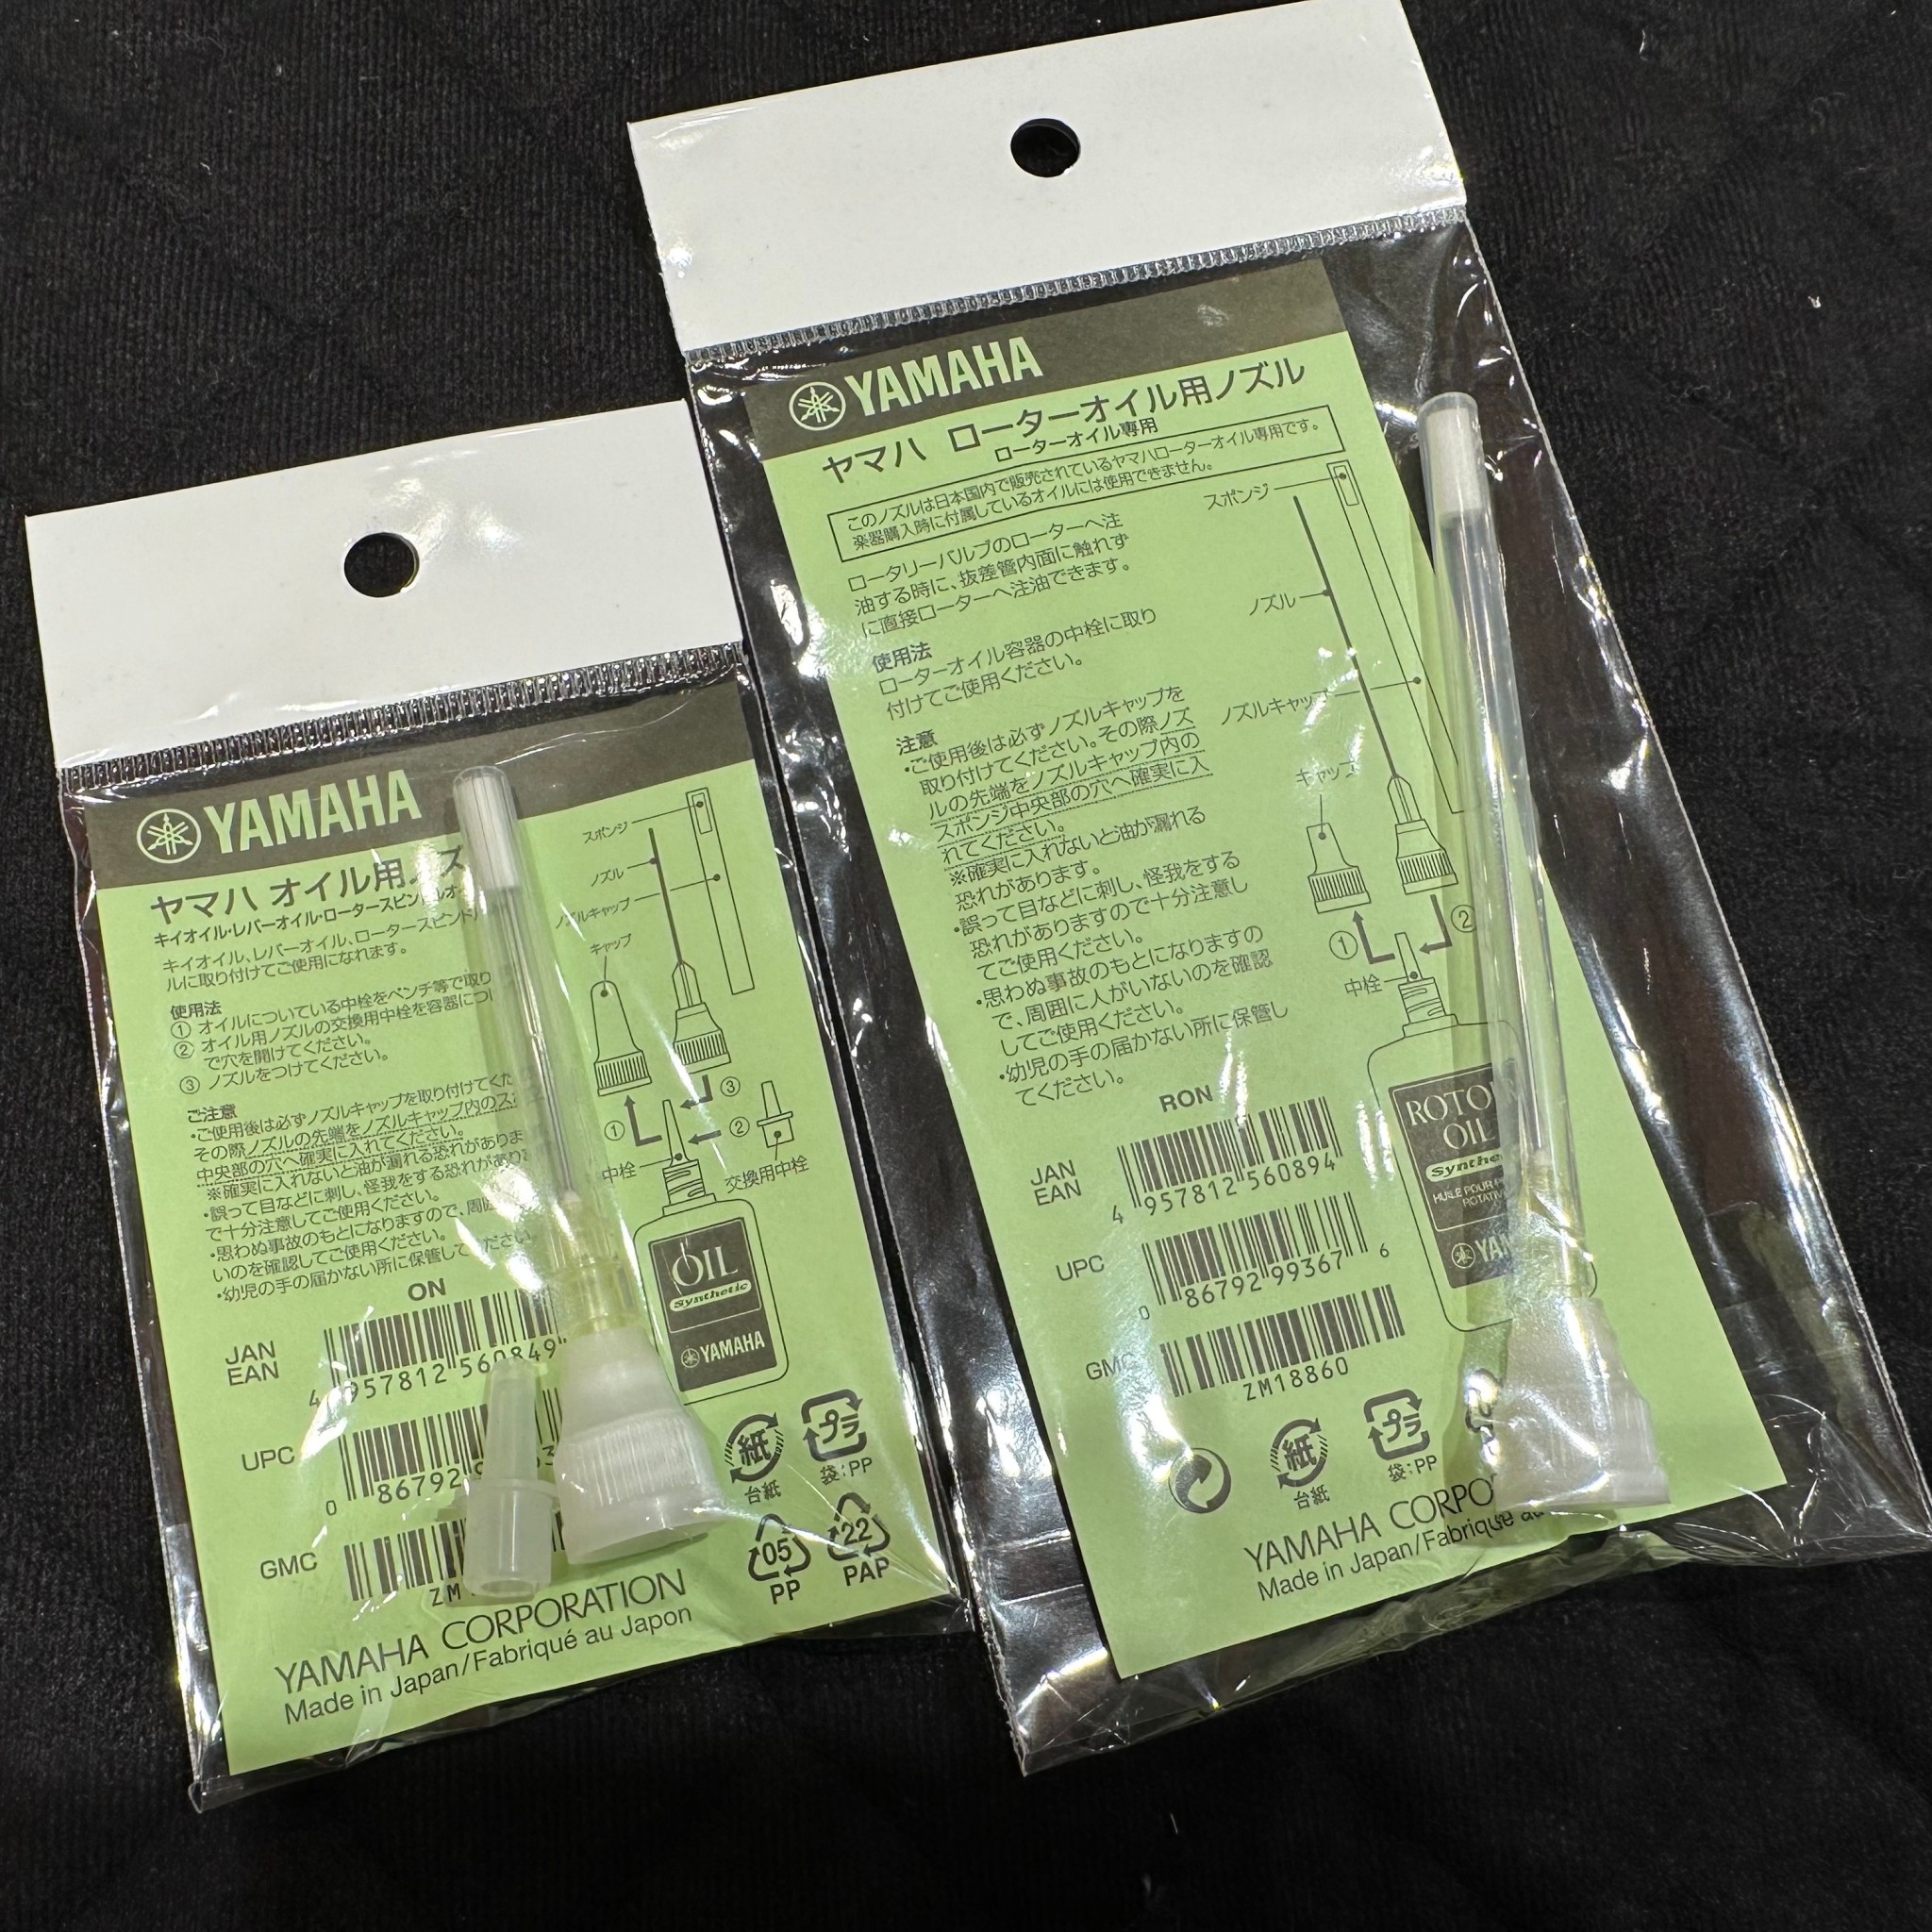 YAMAHA
ヤマハ オイル用ノズ
キイオイル・レバーオイル・ロータースピンドルオ
キイオイル、レバーオイル、ロータースピンドル
ルに取り付けてご使用になれます。
使用法
① オイルについている中栓をペンチ等で取り
② オイル用ノズルの交換用中栓を容器につ
で穴を開けてください。
③ ノズルをつけてください。
ご注意
・ご使用後は必ずノズルキャップを取り付けてくだ
その際ノズルの先端をノズルキャップ内のス
中央部の穴へ確実に入れてください。
※確実に入れないと油が漏れる恐れがありま
・誤って目などに刺し、怪我をする恐れがあり
で十分注意してご使用ください。
・思わぬ事故のもとになりますので、周囲
いのを確認してご使用ください。
・幼児の手の届かない所に保管してください。
スポンジ
ノズル
ノズルキャップ
キャップ
①
③
②
中栓
交換用中栓
OIL
Synthetic
YAMAHA
ON
JAN
EAN
4 957812 560849
UPC
0 86792
GMC
ZM
紙
台紙
プラ
袋:PP
05
PP
22
PAP
YAMAHA CORPORATION
Made in Japan/Fabriqué au Japon
YAMAHA
ヤマハ ローターオイル用ノズル
ローターオイル専用
このノズルは日本国内で販売されているヤマハローターオイル専用です。
楽器購入時に付属しているオイルには使用できません。
ロータリーバルブのローターへ注
油する時に、抜差管内面に触れず
に直接ローターへ注油できます。
使用法
ローターオイル容器の中栓に取り
付けてご使用ください。
注意
・ご使用後は必ずノズルキャップを
取り付けてください。その際ノズ
ルの先端をノズルキャップ内の
スポンジ中央部の穴へ確実に入
れてください。
※確実に入れないと油が漏れる
恐れがあります。
・誤って目などに刺し、怪我をする
恐れがありますので十分注意し
てご使用ください。
・思わぬ事故のもとになりますの
で、周囲に人がいないのを確認
してご使用ください。
・幼児の手の届かない所に保管し
てください。
スポンジ
ノズル
ノズルキャップ
キャップ
①
②
中栓
ROTOR
OIL
Synthe
HUILE POUR
ROTATI
YA
RON
JAN
EAN
4 957812 560894
UPC
0 86792 99367 6
GMC
ZM18860
紙
台紙
プラ
袋:PP
YAMAHA CORPO
Made in Japan/Fabriqué au